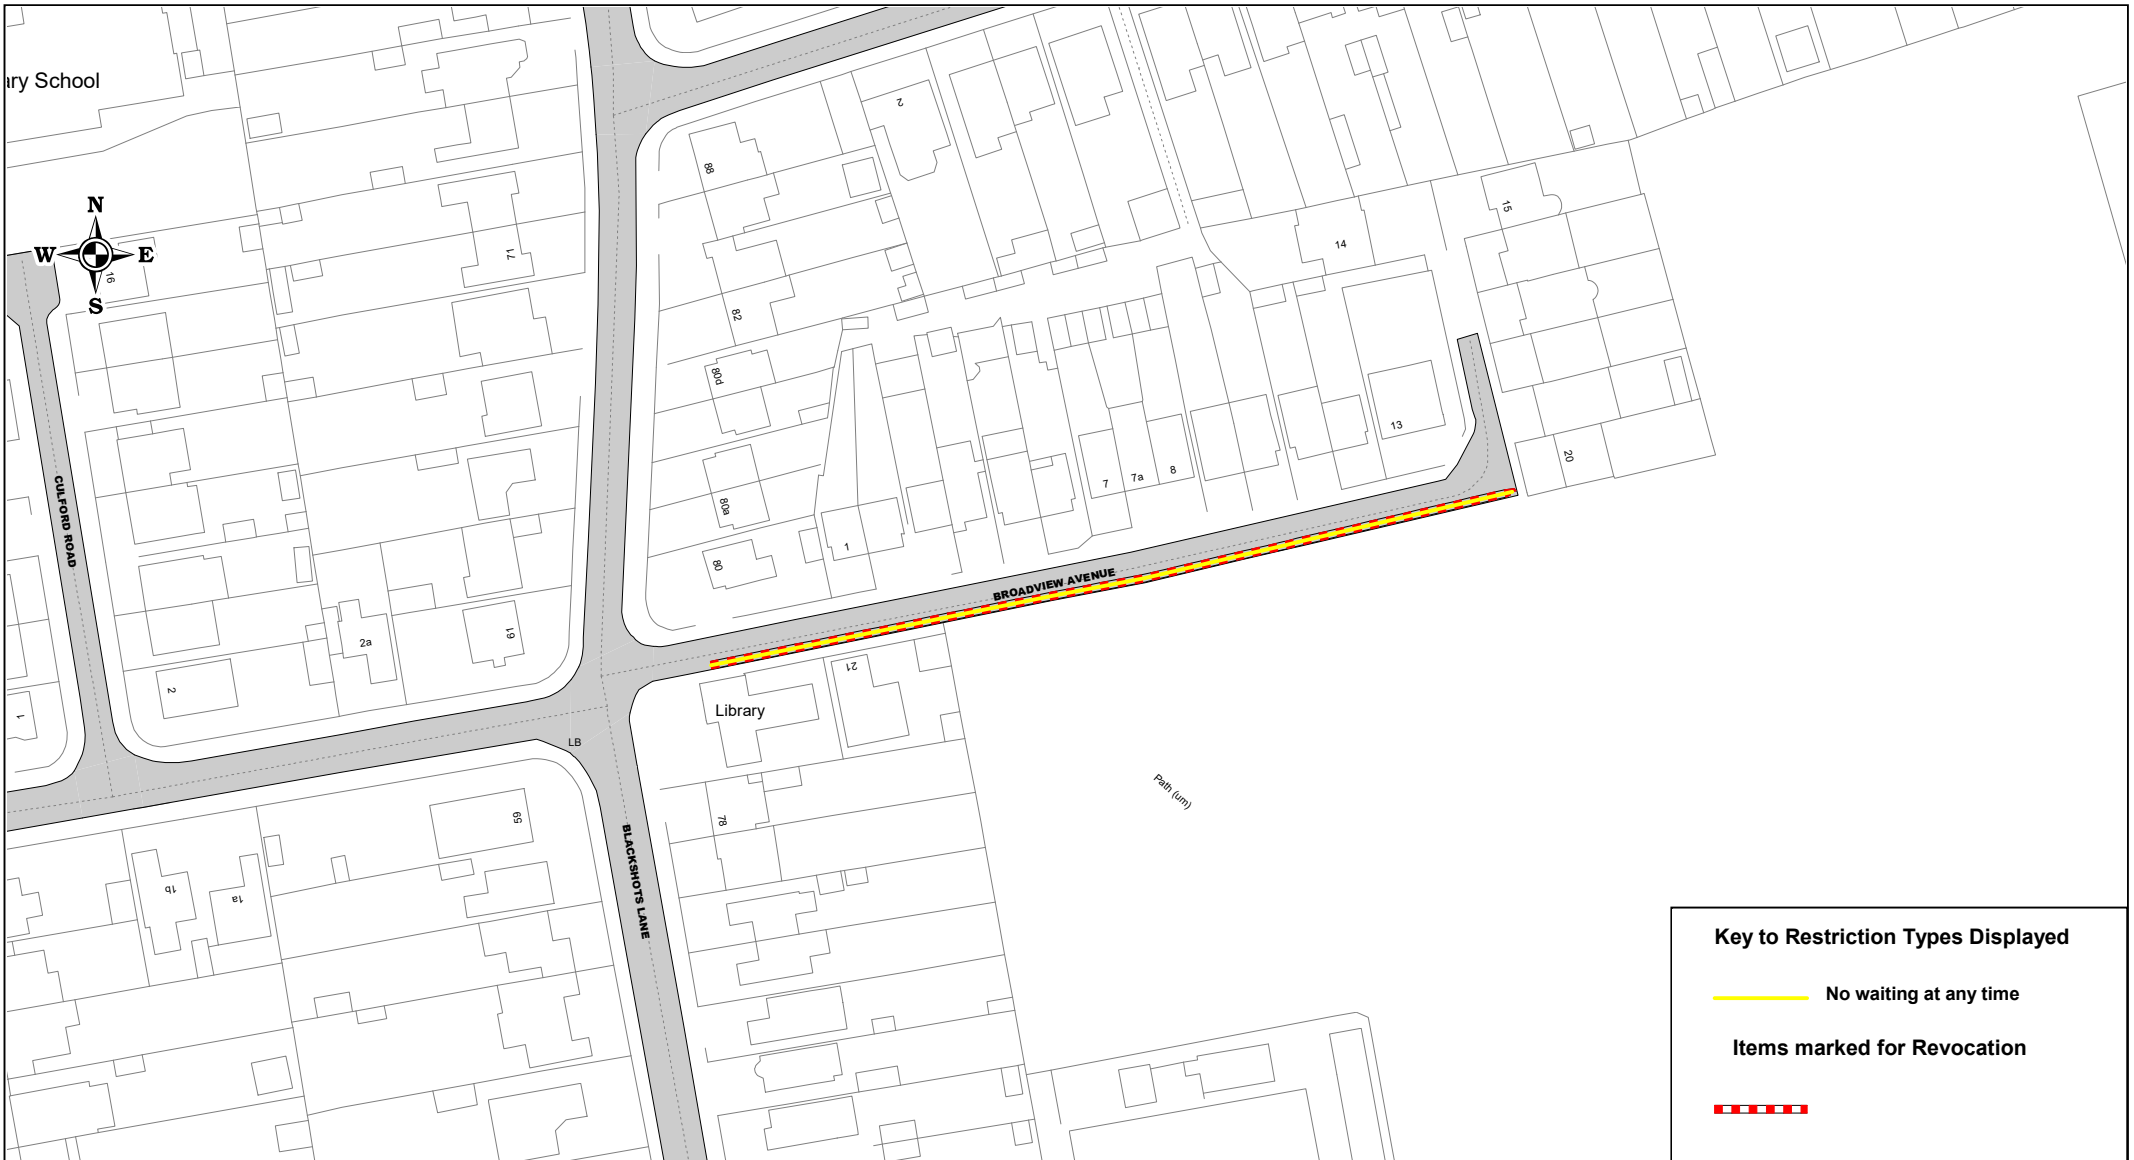 ary School
N
W
E
S
16
71
88
2
82
80d
80a
80
1
7
7a
8
13
14
15
20
CULFORD ROAD
2
1
2a
61
BROADVIEW AVENUE
Library
21
LB
59
78
BLACKSHOTS LANE
1b
1a
Path (um)
Key to Restriction Types Displayed
No waiting at any time
Items marked for Revocation